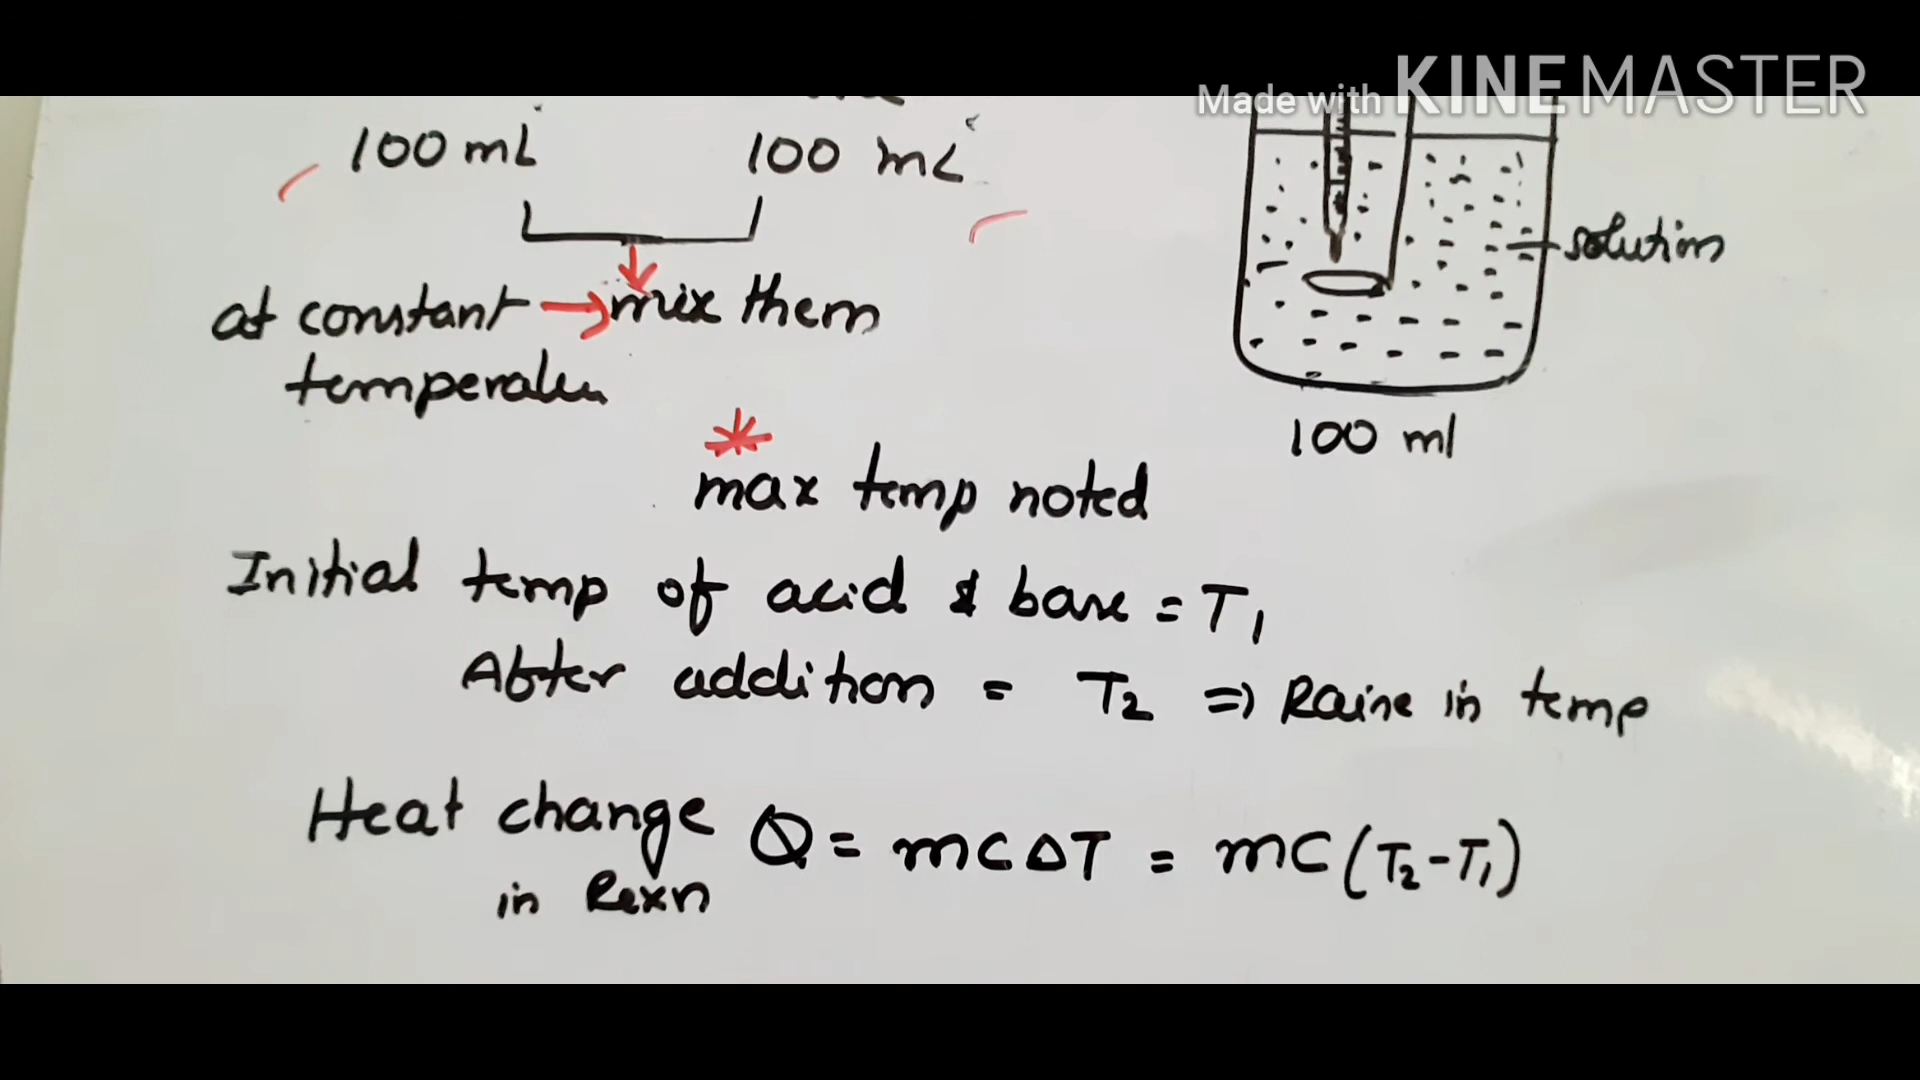 Made with KINEMASTER
100 mL 100 mL
at constant → mix them
temperatu
solution
100 ml
*
max temp noted
Initial temp of acid & base = T1
After addition = T2 => Raise in temp
Heat change Q = mCΔT = mC(T2-T1)
in Rexn